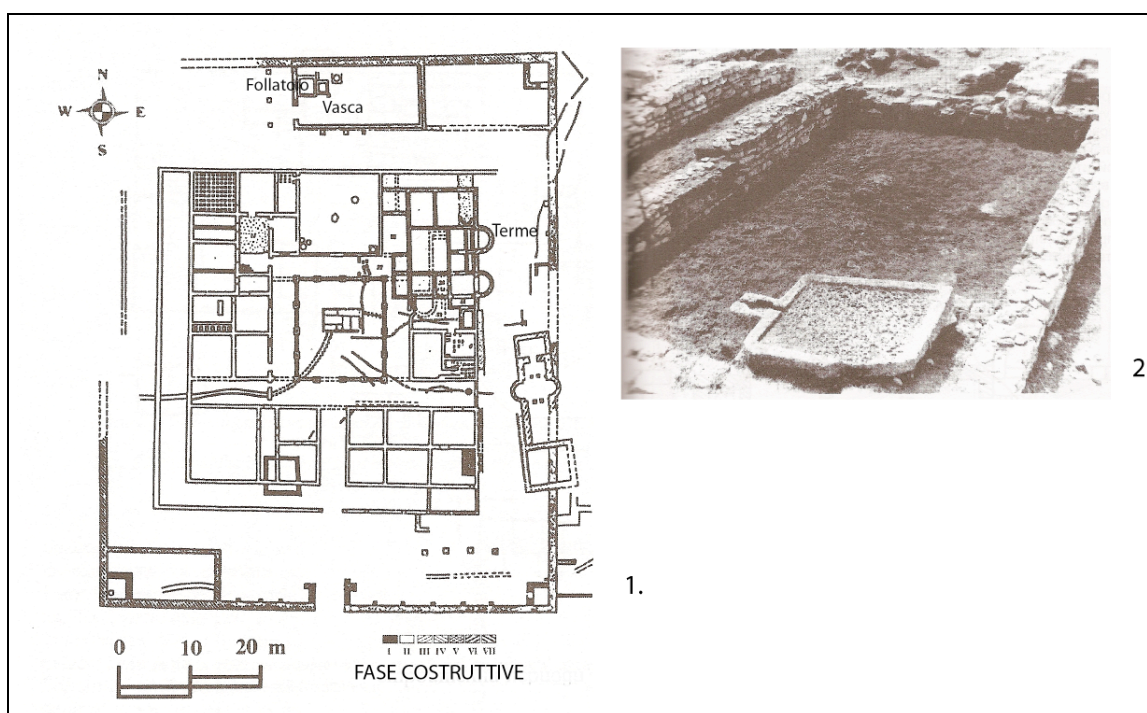 N
W E
S
Follatoio
Vasca
Terme
2
1.
0 10 20 m
I II III IV V VI VII
FASE COSTRUTTIVE